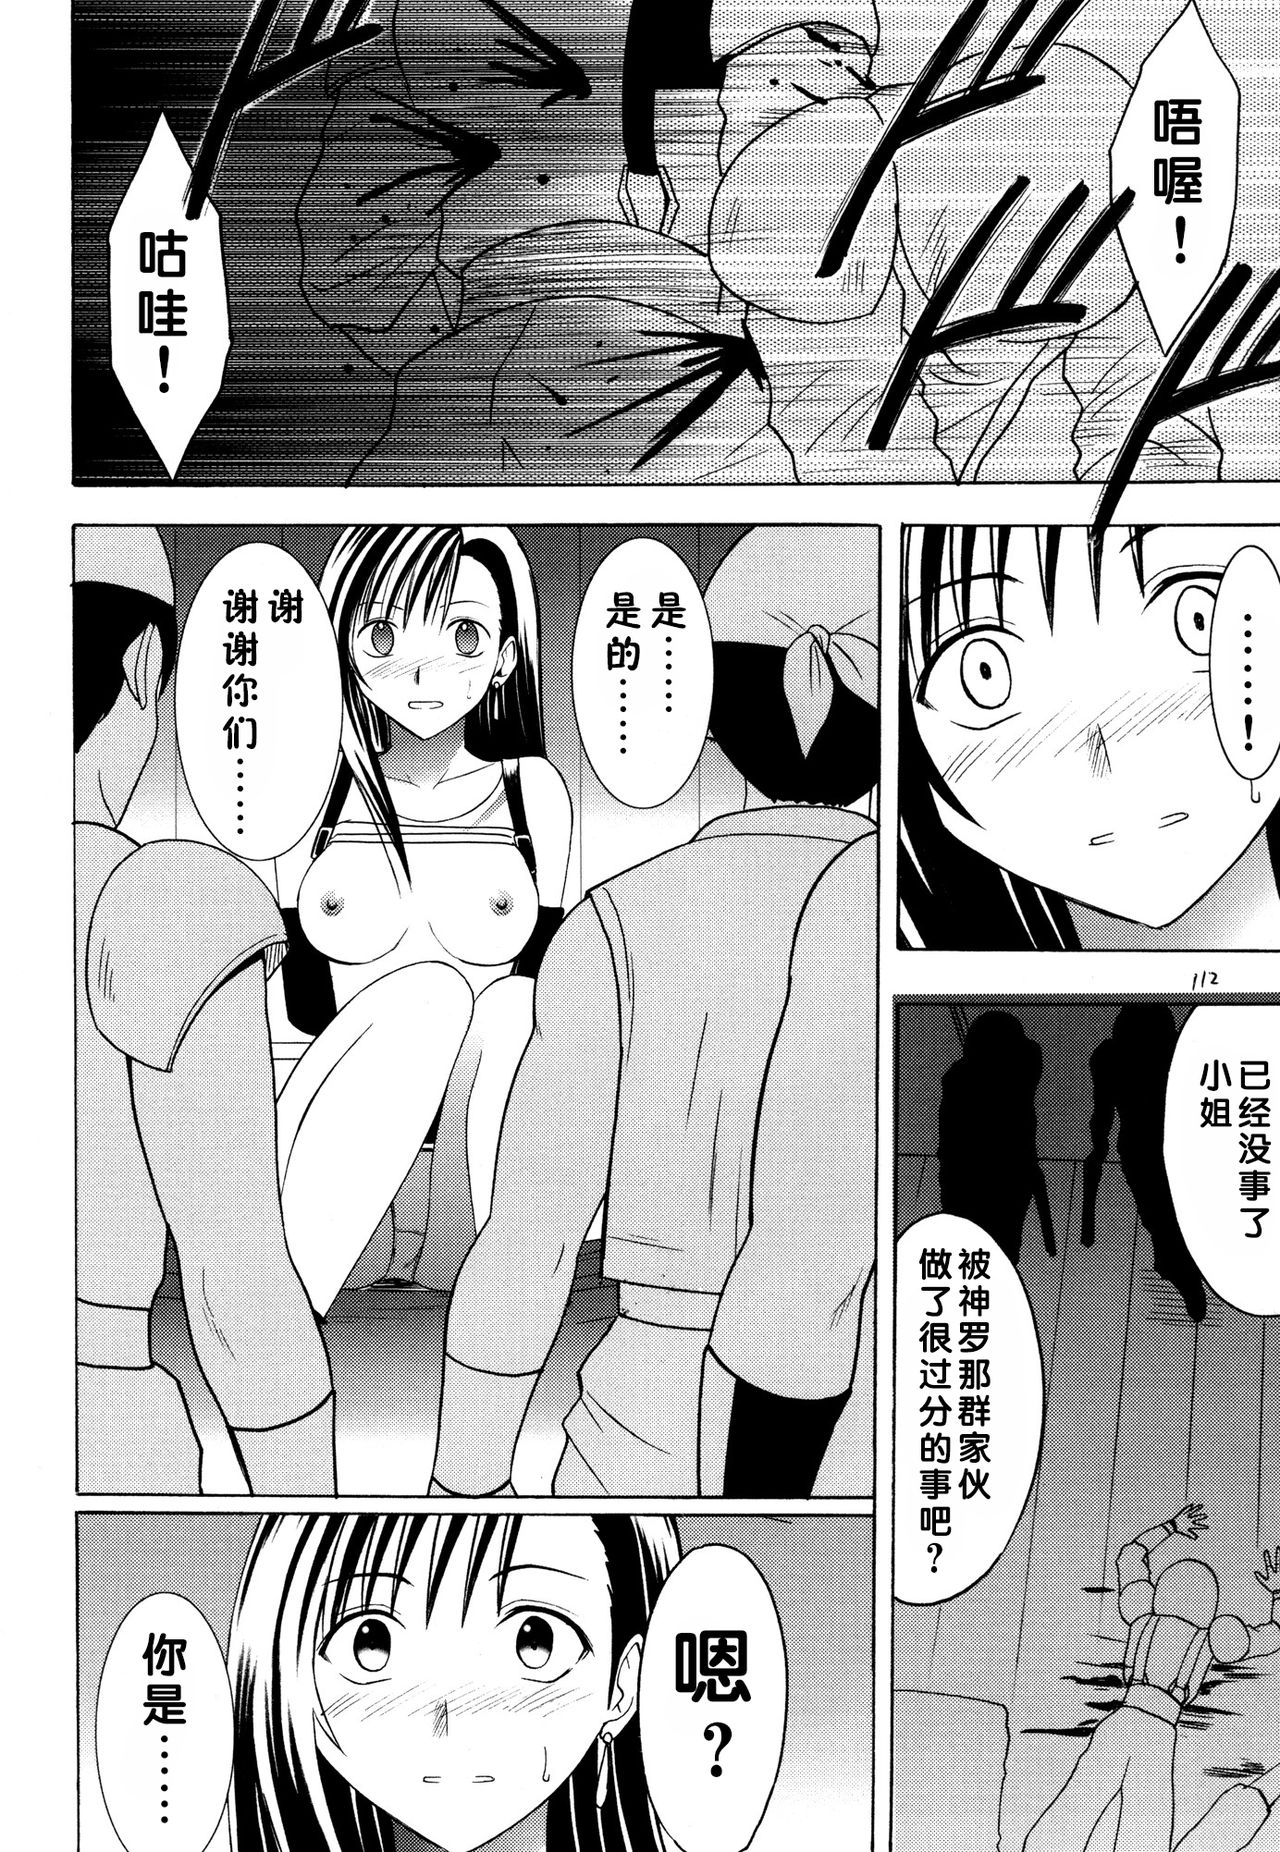 唔喔！
咕哇！
……！
112
已经没事了
小姐
被神罗那群家伙
做了很过分的事吧？
是……
是的……
谢
谢谢你们……
嗯？
你是……